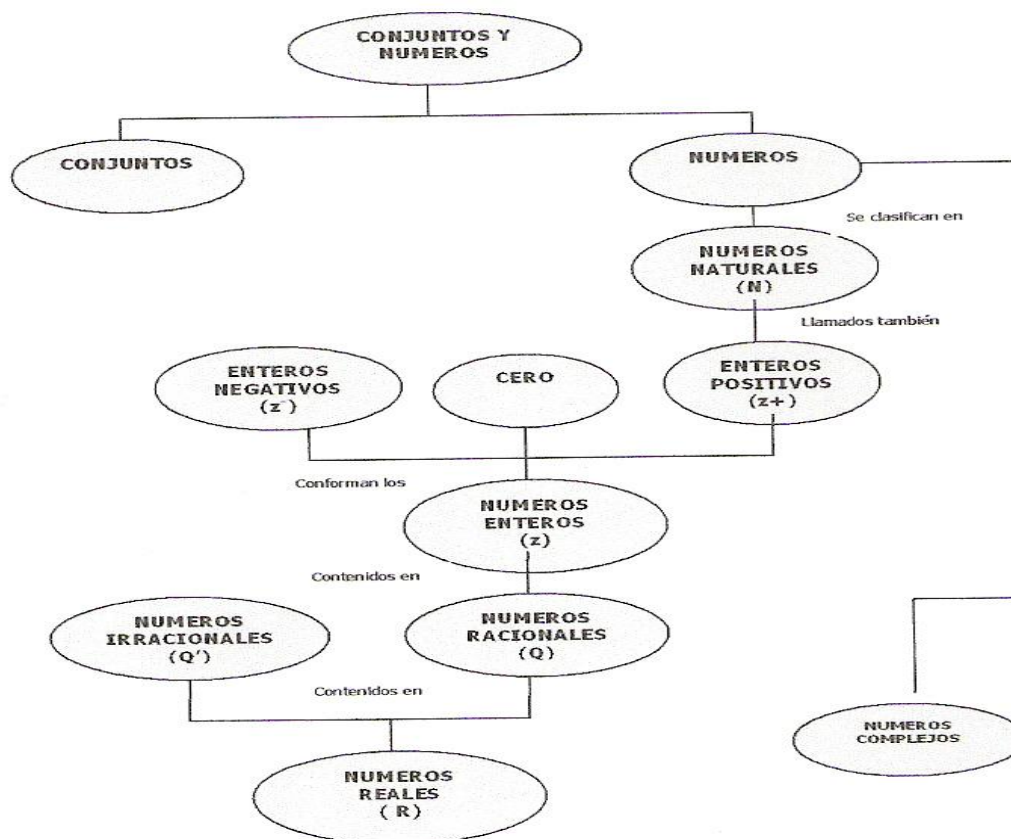 CONJUNTOS Y
NUMEROS
CONJUNTOS
NUMEROS
Se clasifican en
NUMEROS
NATURALES
(N)
Llamados también
ENTEROS
NEGATIVOS
(z⁻)
CERO
ENTEROS
POSITIVOS
(z+)
Conforman los
NUMEROS
ENTEROS
(z)
Contenidos en
NUMEROS
IRRACIONALES
(Q')
NUMEROS
RACIONALES
(Q)
Contenidos en
NUMEROS
COMPLEJOS
NUMEROS
REALES
( R)